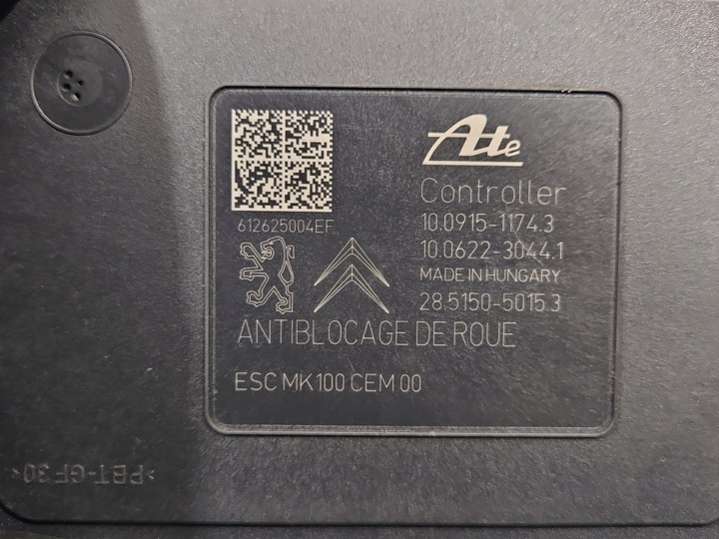 Ate
Controller
10.0915-1174.3
10.0622-3044.1
MADE IN HUNGARY
28.5150-5015.3
612625004EF
ANTIBLOCAGE DE ROUE
ESC MK100 CEM 00
>PBT-GF30<